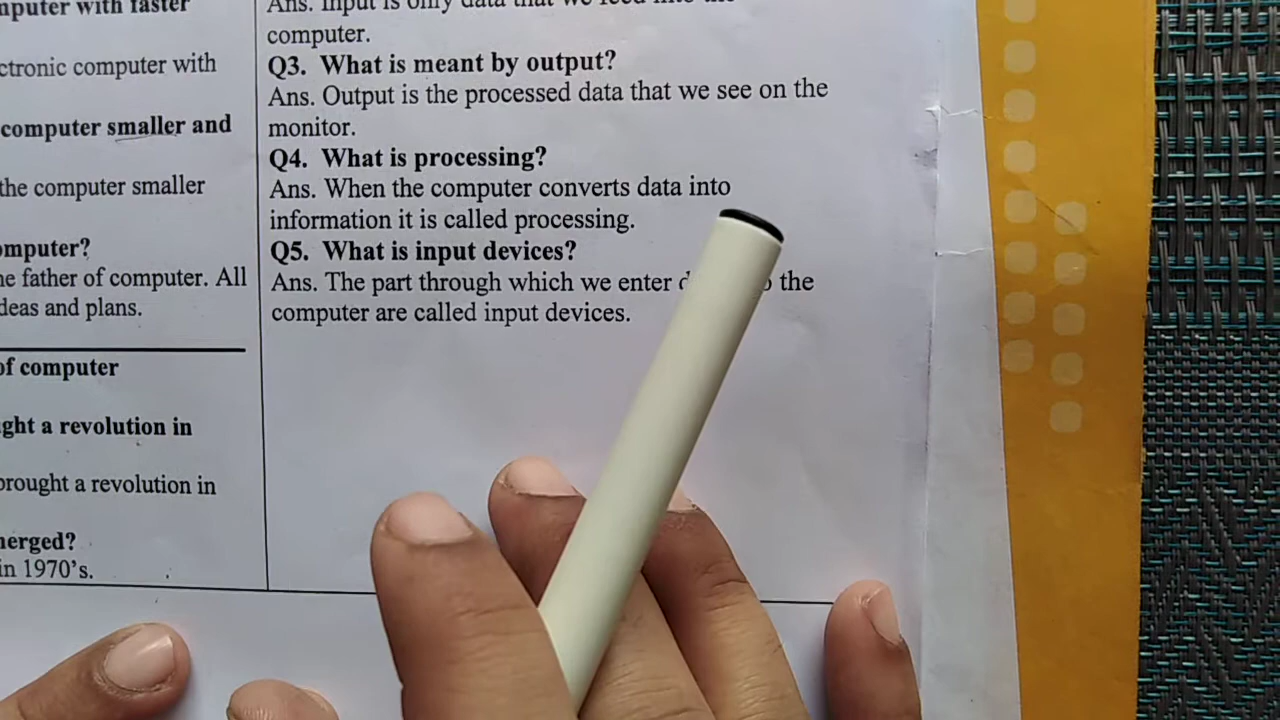 mputer with faster
ctronic computer with
computer smaller and
the computer smaller
omputer?
he father of computer. All
deas and plans.
of computer
ght a revolution in
brought a revolution in
merged?
in 1970's.
Ans. Input is only data that we feed into the
computer.
Q3. What is meant by output?
Ans. Output is the processed data that we see on the
monitor.
Q4. What is processing?
Ans. When the computer converts data into
information it is called processing.
Q5. What is input devices?
Ans. The part through which we enter the
computer are called input devices.